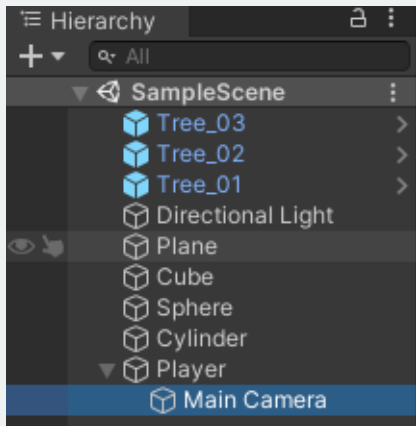 Hierarchy
All
SampleScene
Tree_03
Tree_02
Tree_01
Directional Light
Plane
Cube
Sphere
Cylinder
Player
Main Camera